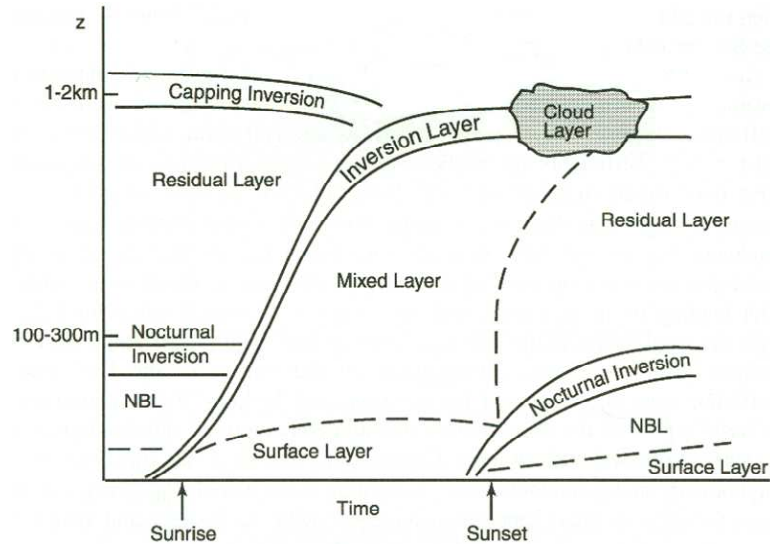 z
1-2km
Capping Inversion
Cloud
Layer
Inversion Layer
Residual Layer
Residual Layer
Mixed Layer
100-300m
Nocturnal
Inversion
Nocturnal Inversion
NBL
NBL
Surface Layer
Surface Layer
Time
Sunrise
Sunset